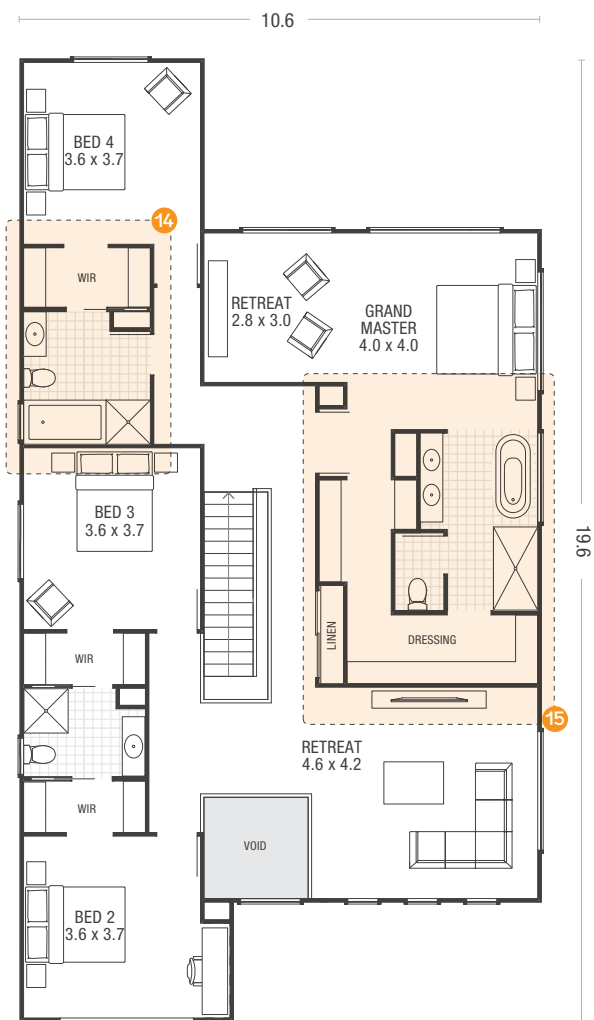 10.6
BED 4
3.6 x 3.7
14
WIR
RETREAT
2.8 x 3.0
GRAND
MASTER
4.0 x 4.0
BED 3
3.6 x 3.7
19.6
WIR
LINEN
DRESSING
15
RETREAT
4.6 x 4.2
WIR
VOID
BED 2
3.6 x 3.7